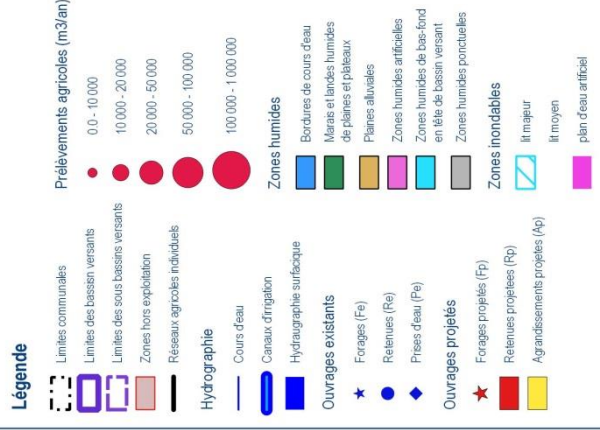 Légende
Limites communales
Limites des bassisn versants
Limites des sous bassins versants
Zones hors exploitation
Réseaux agricoles individuels
Hydrographie
Cours d'eau
Canaux d'irrigation
Hydraugraphie surfacique
Ouvrages existants
Forages (Fe)
Retenues (Re)
Prises d'eau (Pe)
Ouvrages projetés
Forages projetés (Fp)
Retenues projetees (Rp)
Agrandissements projetes (Ap)
Prélèvements agricoles (m3/an)
0.0 - 10 000
10 000 - 20 000
20 000 - 50 000
50 000 - 100 000
100 000 - 1 000 000
Zones humides
Bordures de cours d'eau
Marais et landes humides
de plaines et plateaux
Plaines alluviales
Zones humides artificielles
Zones humides de bas-fond
en tête de bassin versant
Zones humides ponctuelles
Zones inondables
lit majeur
lit moyen
plan d'eau artificiel